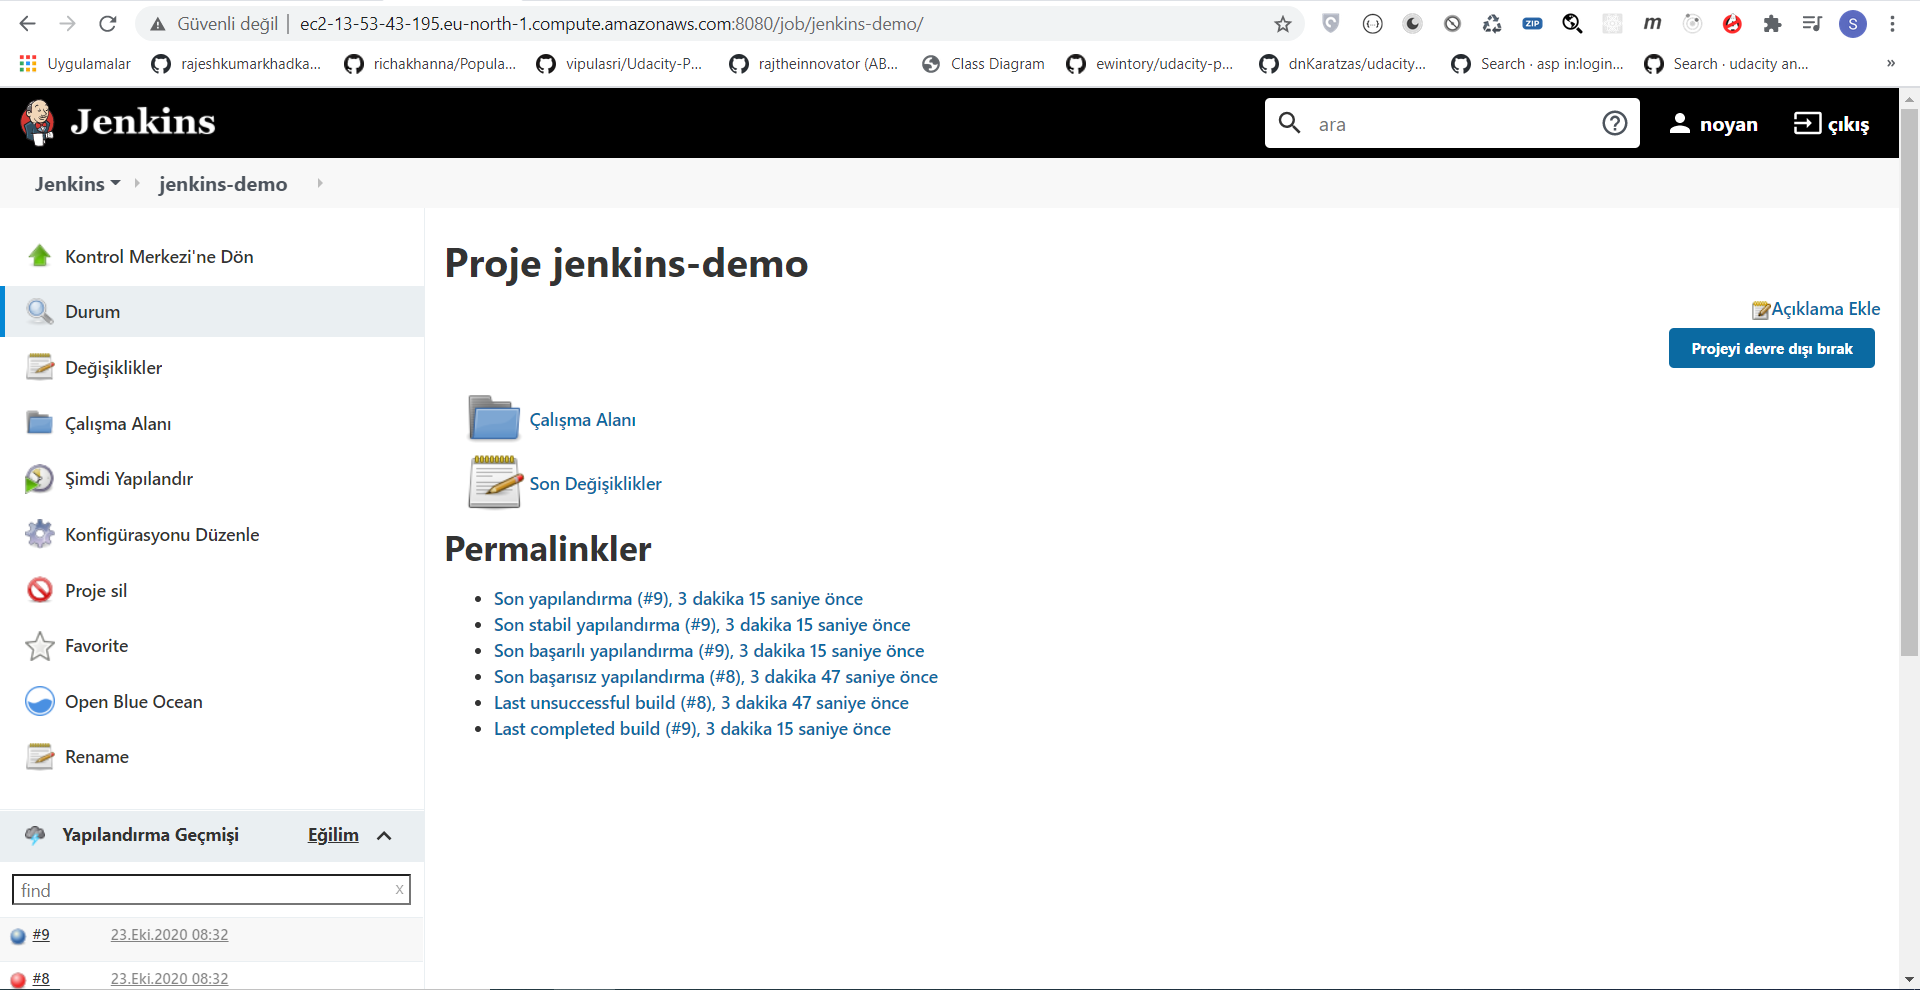 Güvenli değil | ec2-13-53-43-195.eu-north-1.compute.amazonaws.com:8080/job/jenkins-demo/
ZIP
m
S
Uygulamalar rajeshkumarkhadka... richakhanna/Popula... vipulasri/Udacity-P... rajtheinnovator (AB... Class Diagram ewintory/udacity-p... dnKaratzas/udacity... Search · asp in:login... Search · udacity an... »
Jenkins
ara
noyan
çıkış
Jenkins jenkins-demo
Kontrol Merkezi'ne Dön
Durum
Değişiklikler
Çalışma Alanı
Şimdi Yapılandır
Konfigürasyonu Düzenle
Proje sil
Favorite
Open Blue Ocean
Rename
Yapılandırma Geçmişi Eğilim
find x
#9 23.Eki.2020 08:32
#8 23.Eki.2020 08:32
Proje jenkins-demo
Açıklama Ekle
Projeyi devre dışı bırak
Çalışma Alanı
Son Değişiklikler
Permalinkler
• Son yapılandırma (#9), 3 dakika 15 saniye önce
• Son stabil yapılandırma (#9), 3 dakika 15 saniye önce
• Son başarılı yapılandırma (#9), 3 dakika 15 saniye önce
• Son başarısız yapılandırma (#8), 3 dakika 47 saniye önce
• Last unsuccessful build (#8), 3 dakika 47 saniye önce
• Last completed build (#9), 3 dakika 15 saniye önce